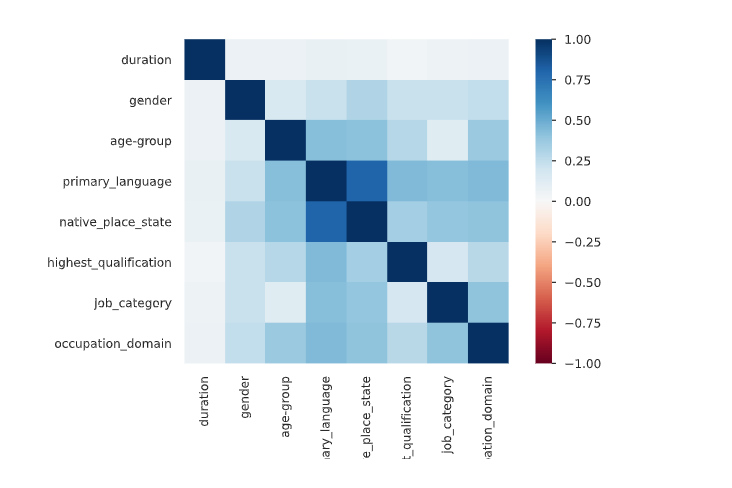 duration
gender
age-group
primary_language
native_place_state
highest_qualification
job_category
occupation_domain
duration
gender
age-group
ary_language
e_place_state
t_qualification
job_category
ation_domain
1.00
0.75
0.50
0.25
0.00
−0.25
−0.50
−0.75
−1.00